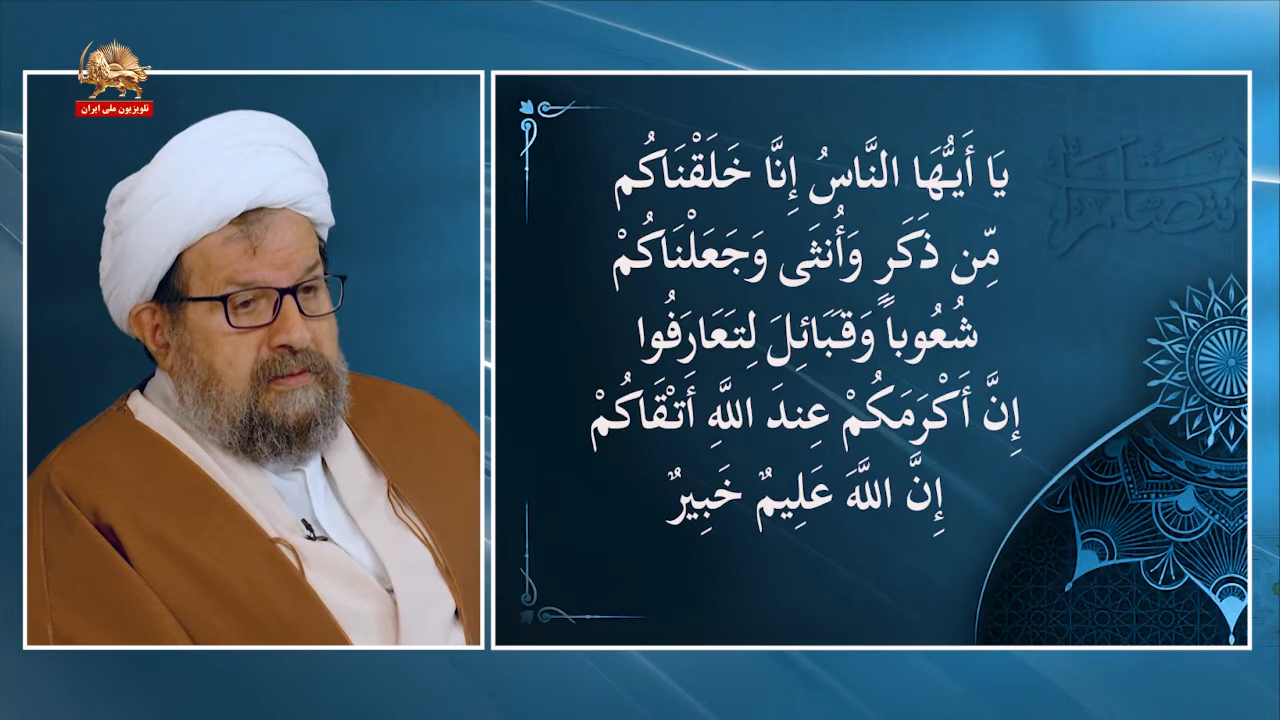 تلویزیون ملی ایران
يَا أَيُّهَا النَّاسُ إِنَّا خَلَقْنَاكُم
مِّن ذَكَرٍ وَأُنثَى وَجَعَلْنَاكُمْ
شُعُوباً وَقَبَائِلَ لِتَعَارَفُوا
إِنَّ أَكْرَمَكُمْ عِندَ اللَّهِ أَتْقَاكُمْ
إِنَّ اللَّهَ عَلِيمٌ خَبِيرٌ